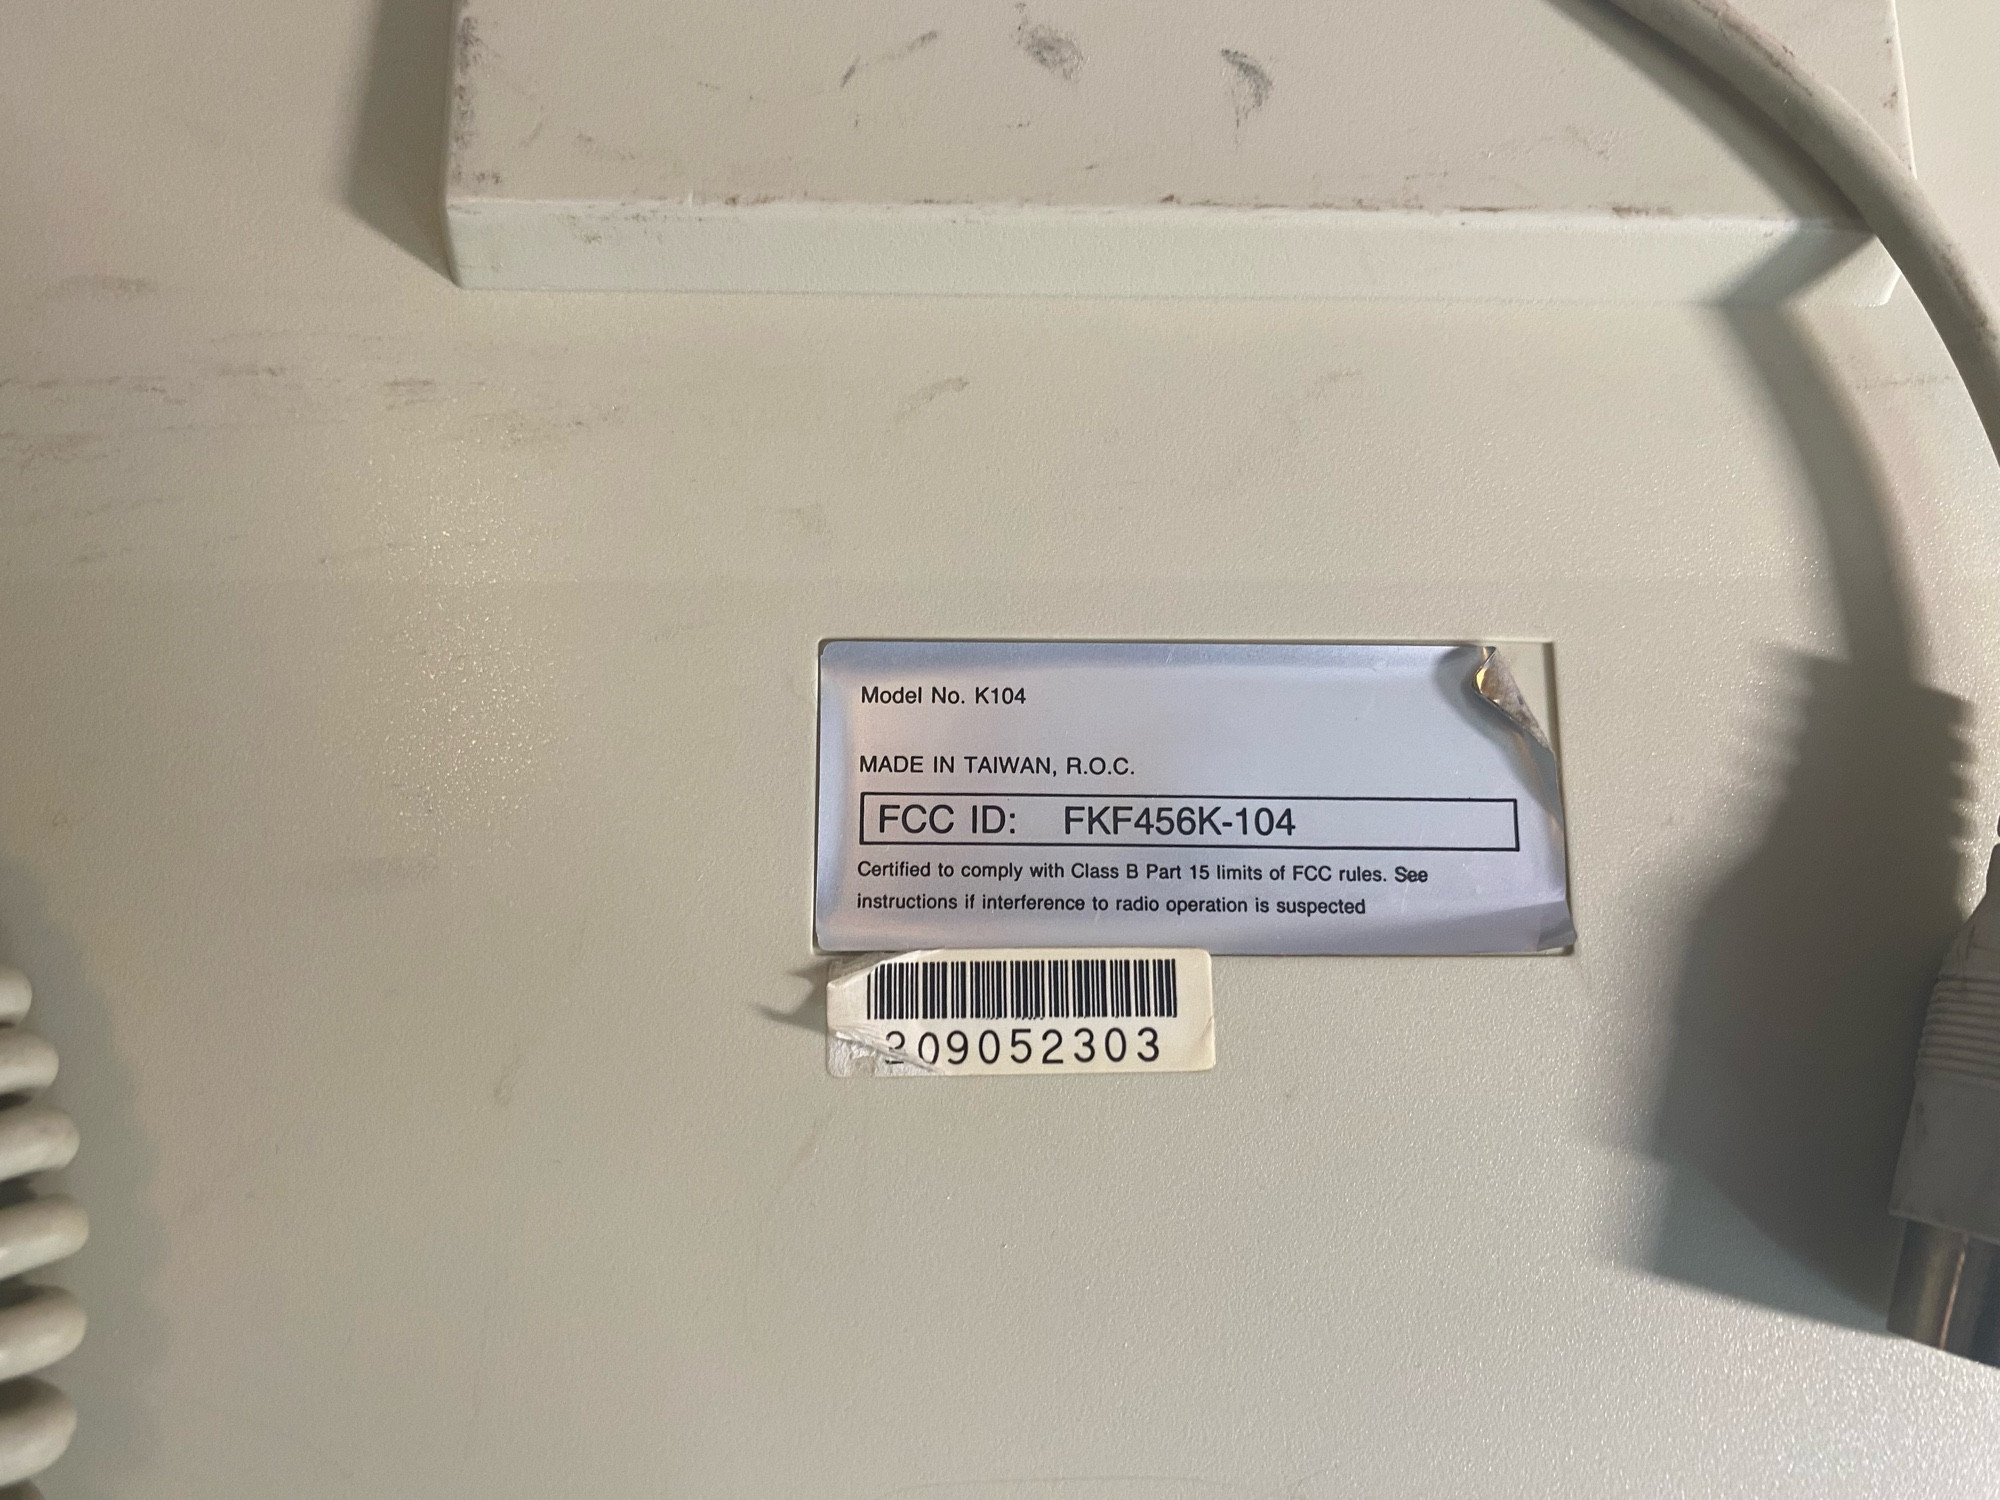 Model No. K104
MADE IN TAIWAN, R.O.C.
FCC ID: FKF456K-104
Certified to comply with Class B Part 15 limits of FCC rules. See
instructions if interference to radio operation is suspected
209052303